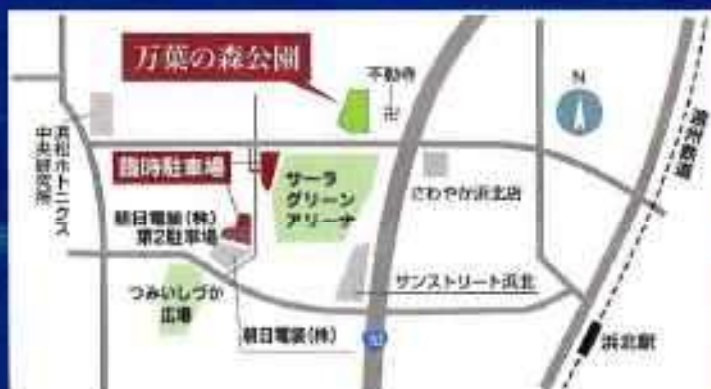 万葉の森公園
不動寺
卍
N
浜松ホトニクス
中央研究所
臨時駐車場
サーラ
グリーン
アリーナ
さわやか浜北店
朝日電装(株)
第2駐車場
つみいしづか
広場
サンストリート浜北
朝日電装(株)
浜北駅